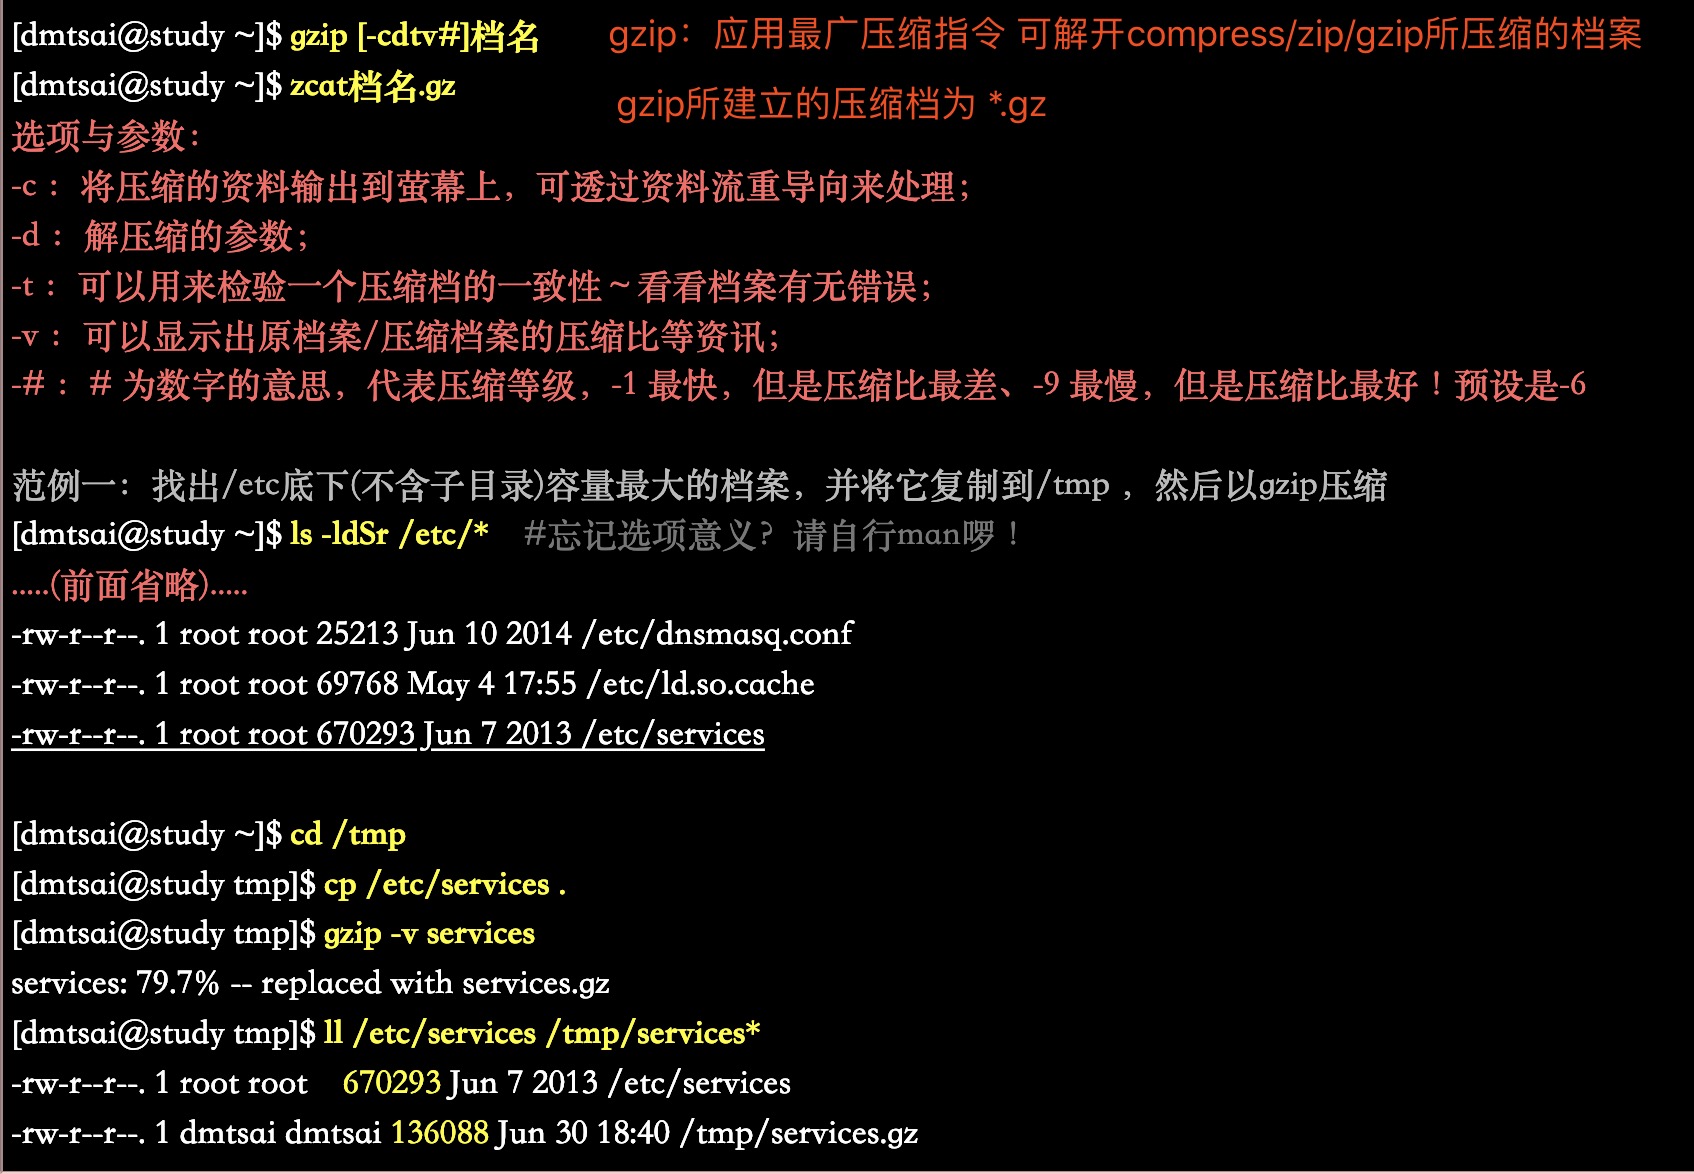 [dmtsai@study ~]$ gzip [-cdtv#]档名
gzip：应用最广压缩指令 可解开compress/zip/gzip所压缩的档案
[dmtsai@study ~]$ zcat档名.gz
gzip所建立的压缩档为 *.gz
选项与参数：
-c ：将压缩的资料输出到萤幕上，可透过资料流重导向来处理；
-d ：解压缩的参数；
-t ：可以用来检验一个压缩档的一致性～看看档案有无错误；
-v ：可以显示出原档案/压缩档案的压缩比等资讯；
-# ：# 为数字的意思，代表压缩等级，-1 最快，但是压缩比最差、-9 最慢，但是压缩比最好！预设是-6
范例一：找出/etc底下(不含子目录)容量最大的档案，并将它复制到/tmp ，然后以gzip压缩
[dmtsai@study ~]$ ls -ldSr /etc/* #忘记选项意义？请自行man啰！
.....(前面省略).....
-rw-r--r--. 1 root root 25213 Jun 10 2014 /etc/dnsmasq.conf
-rw-r--r--. 1 root root 69768 May 4 17:55 /etc/ld.so.cache
-rw-r--r--. 1 root root 670293 Jun 7 2013 /etc/services
[dmtsai@study ~]$ cd /tmp
[dmtsai@study tmp]$ cp /etc/services .
[dmtsai@study tmp]$ gzip -v services
services: 79.7% -- replaced with services.gz
[dmtsai@study tmp]$ ll /etc/services /tmp/services*
-rw-r--r--. 1 root root 670293 Jun 7 2013 /etc/services
-rw-r--r--. 1 dmtsai dmtsai 136088 Jun 30 18:40 /tmp/services.gz